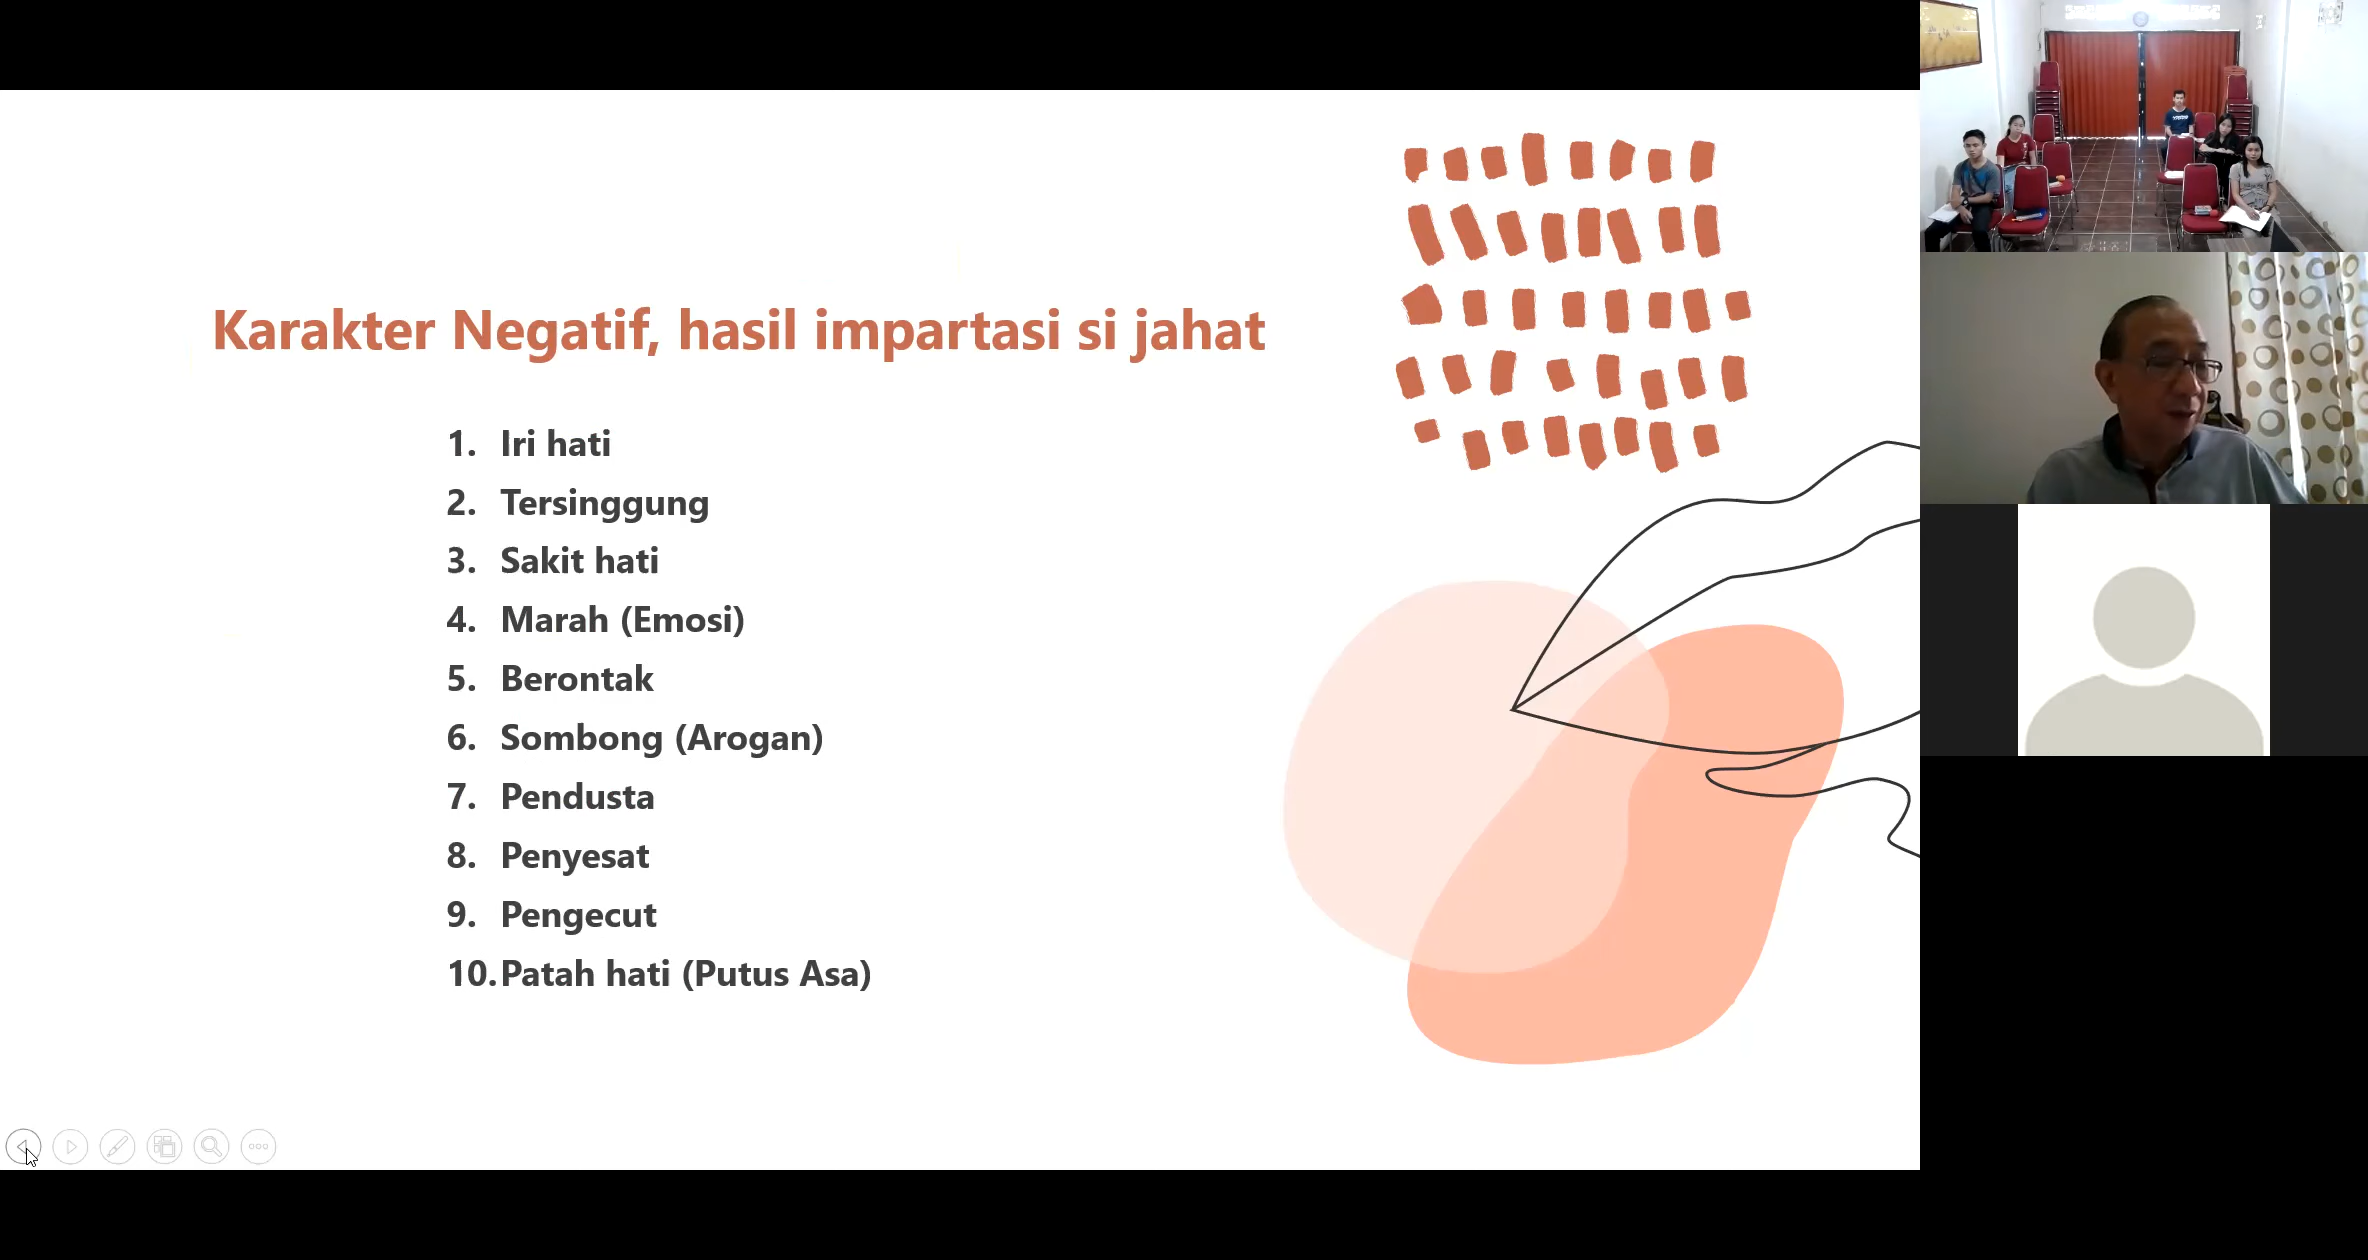 Karakter Negatif, hasil impartasi si jahat
1. Iri hati
2. Tersinggung
3. Sakit hati
4. Marah (Emosi)
5. Berontak
6. Sombong (Arogan)
7. Pendusta
8. Penyesat
9. Pengecut
10. Patah hati (Putus Asa)